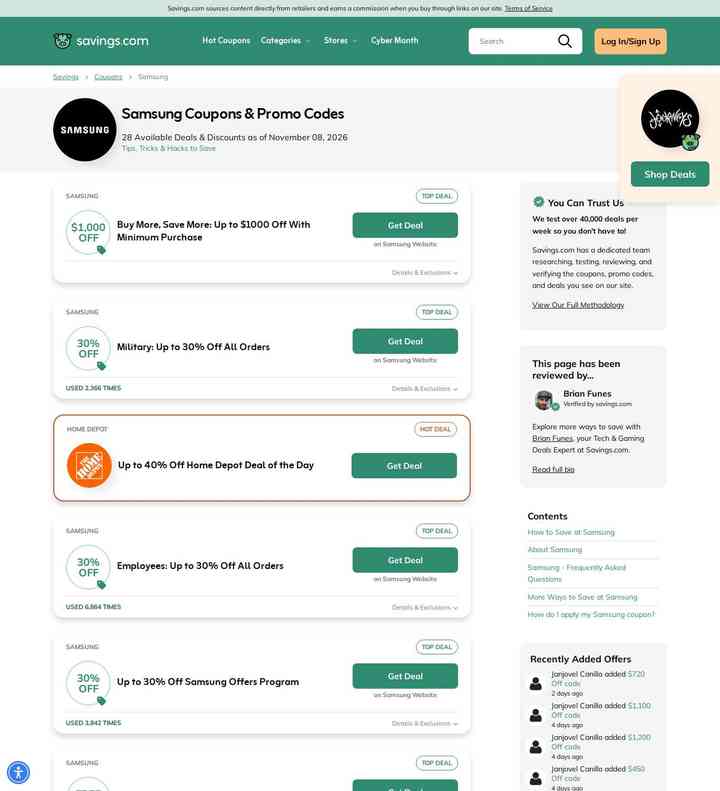 Savings.com sources content directly from retailers and earns a commission when you buy through links on our site. Terms of Service
savings.com
Hot Coupons Categories Stores Cyber Month
Search
Log In/Sign Up
Savings > Coupons > Samsung
SAMSUNG
Samsung Coupons & Promo Codes
28 Available Deals & Discounts as of November 08, 2026
Tips, Tricks & Hacks to Save
Journeys
Shop Deals
SAMSUNG
TOP DEAL
$1,000
OFF
Buy More, Save More: Up to $1000 Off With
Minimum Purchase
Get Deal
on Samsung Website
Details & Exclusions
SAMSUNG
TOP DEAL
30%
OFF
Military: Up to 30% Off All Orders
Get Deal
on Samsung Website
USED 2,366 TIMES
Details & Exclusions
HOME DEPOT
HOT DEAL
THE HOME DEPOT
Up to 40% Off Home Depot Deal of the Day
Get Deal
SAMSUNG
TOP DEAL
30%
OFF
Employees: Up to 30% Off All Orders
Get Deal
on Samsung Website
USED 6,864 TIMES
Details & Exclusions
SAMSUNG
TOP DEAL
30%
OFF
Up to 30% Off Samsung Offers Program
Get Deal
on Samsung Website
USED 3,842 TIMES
Details & Exclusions
SAMSUNG
TOP DEAL
You Can Trust Us
We test over 40,000 deals per
week so you don't have to!
Savings.com has a dedicated team
researching, testing, reviewing, and
verifying the coupons, promo codes,
and deals you see on our site.
View Our Full Methodology
This page has been
reviewed by...
Brian Funes
Verified by savings.com
Explore more ways to save with
Brian Funes, your Tech & Gaming
Deals Expert at Savings.com.
Read full bio
Contents
How to Save at Samsung
About Samsung
Samsung - Frequently Asked
Questions
More Ways to Save at Samsung
How do I apply my Samsung coupon?
Recently Added Offers
Janjovel Canillo added $720
Off code
2 days ago
Janjovel Canillo added $1,100
Off code
4 days ago
Janjovel Canillo added $1,200
Off code
4 days ago
Janjovel Canillo added $450
Off code
4 days ago